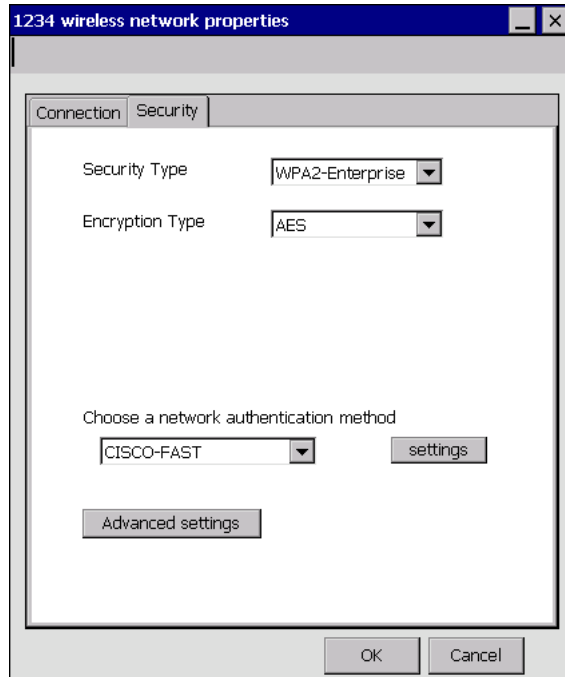 1234 wireless network properties
Connection Security
Security Type WPA2-Enterprise
Encryption Type AES
Choose a network authentication method
CISCO-FAST settings
Advanced settings
OK Cancel